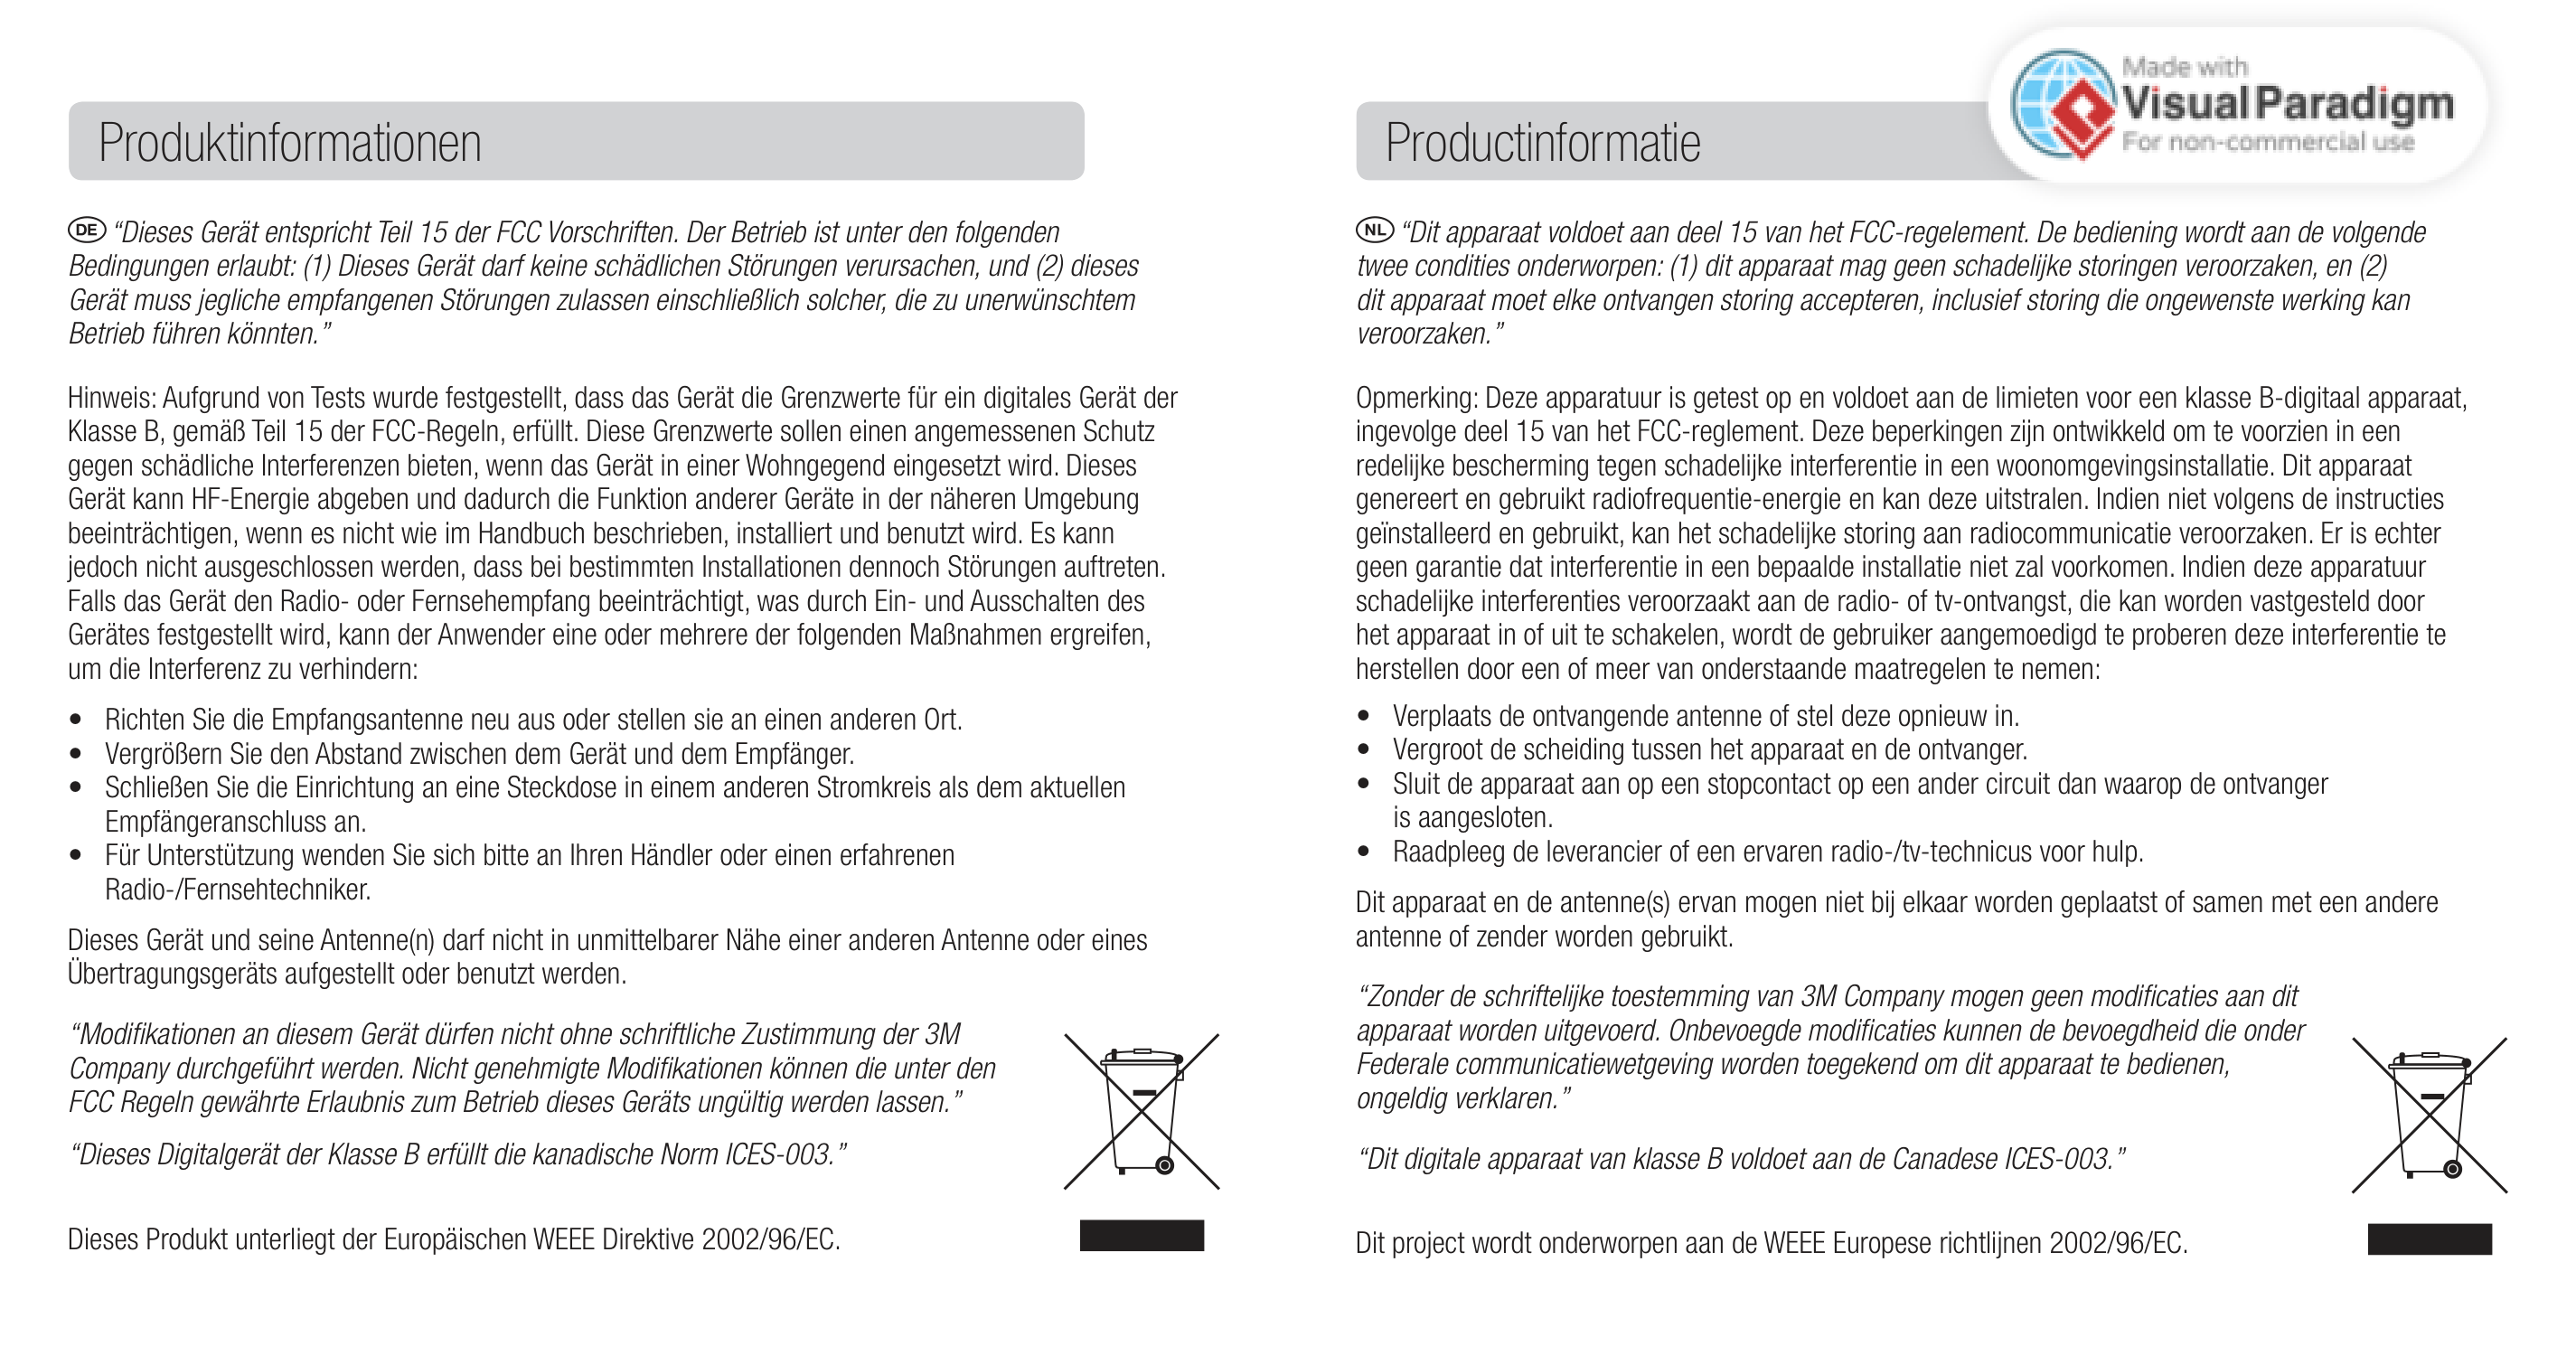 Produktinformationen
DE “Dieses Gerät entspricht Teil 15 der FCC Vorschriften. Der Betrieb ist unter den folgenden
Bedingungen erlaubt: (1) Dieses Gerät darf keine schädlichen Störungen verursachen, und (2) dieses
Gerät muss jegliche empfangenen Störungen zulassen einschließlich solcher, die zu unerwünschtem
Betrieb führen könnten.”
Hinweis: Aufgrund von Tests wurde festgestellt, dass das Gerät die Grenzwerte für ein digitales Gerät der
Klasse B, gemäß Teil 15 der FCC-Regeln, erfüllt. Diese Grenzwerte sollen einen angemessenen Schutz
gegen schädliche Interferenzen bieten, wenn das Gerät in einer Wohngegend eingesetzt wird. Dieses
Gerät kann HF-Energie abgeben und dadurch die Funktion anderer Geräte in der näheren Umgebung
beeinträchtigen, wenn es nicht wie im Handbuch beschrieben, installiert und benutzt wird. Es kann
jedoch nicht ausgeschlossen werden, dass bei bestimmten Installationen dennoch Störungen auftreten.
Falls das Gerät den Radio- oder Fernsehempfang beeinträchtigt, was durch Ein- und Ausschalten des
Gerätes festgestellt wird, kann der Anwender eine oder mehrere der folgenden Maßnahmen ergreifen,
um die Interferenz zu verhindern:
• Richten Sie die Empfangsantenne neu aus oder stellen sie an einen anderen Ort.
• Vergrößern Sie den Abstand zwischen dem Gerät und dem Empfänger.
• Schließen Sie die Einrichtung an eine Steckdose in einem anderen Stromkreis als dem aktuellen
Empfängeranschluss an.
• Für Unterstützung wenden Sie sich bitte an Ihren Händler oder einen erfahrenen
Radio-/Fernsehtechniker.
Dieses Gerät und seine Antenne(n) darf nicht in unmittelbarer Nähe einer anderen Antenne oder eines
Übertragungsgeräts aufgestellt oder benutzt werden.
“Modifikationen an diesem Gerät dürfen nicht ohne schriftliche Zustimmung der 3M
Company durchgeführt werden. Nicht genehmigte Modifikationen können die unter den
FCC Regeln gewährte Erlaubnis zum Betrieb dieses Geräts ungültig werden lassen.”
“Dieses Digitalgerät der Klasse B erfüllt die kanadische Norm ICES-003.”
Dieses Produkt unterliegt der Europäischen WEEE Direktive 2002/96/EC.
Productinformatie
Made with
Visual Paradigm
For non-commercial use
NL “Dit apparaat voldoet aan deel 15 van het FCC-regelement. De bediening wordt aan de volgende
twee condities onderworpen: (1) dit apparaat mag geen schadelijke storingen veroorzaken, en (2)
dit apparaat moet elke ontvangen storing accepteren, inclusief storing die ongewenste werking kan
veroorzaken.”
Opmerking: Deze apparatuur is getest op en voldoet aan de limieten voor een klasse B-digitaal apparaat,
ingevolge deel 15 van het FCC-reglement. Deze beperkingen zijn ontwikkeld om te voorzien in een
redelijke bescherming tegen schadelijke interferentie in een woonomgevingsinstallatie. Dit apparaat
genereert en gebruikt radiofrequentie-energie en kan deze uitstralen. Indien niet volgens de instructies
geïnstalleerd en gebruikt, kan het schadelijke storing aan radiocommunicatie veroorzaken. Er is echter
geen garantie dat interferentie in een bepaalde installatie niet zal voorkomen. Indien deze apparatuur
schadelijke interferenties veroorzaakt aan de radio- of tv-ontvangst, die kan worden vastgesteld door
het apparaat in of uit te schakelen, wordt de gebruiker aangemoedigd te proberen deze interferentie te
herstellen door een of meer van onderstaande maatregelen te nemen:
• Verplaats de ontvangende antenne of stel deze opnieuw in.
• Vergroot de scheiding tussen het apparaat en de ontvanger.
• Sluit de apparaat aan op een stopcontact op een ander circuit dan waarop de ontvanger
is aangesloten.
• Raadpleeg de leverancier of een ervaren radio-/tv-technicus voor hulp.
Dit apparaat en de antenne(s) ervan mogen niet bij elkaar worden geplaatst of samen met een andere
antenne of zender worden gebruikt.
“Zonder de schriftelijke toestemming van 3M Company mogen geen modificaties aan dit
apparaat worden uitgevoerd. Onbevoegde modificaties kunnen de bevoegdheid die onder
Federale communicatiewetgeving worden toegekend om dit apparaat te bedienen,
ongeldig verklaren.”
“Dit digitale apparaat van klasse B voldoet aan de Canadese ICES-003.”
Dit project wordt onderworpen aan de WEEE Europese richtlijnen 2002/96/EC.